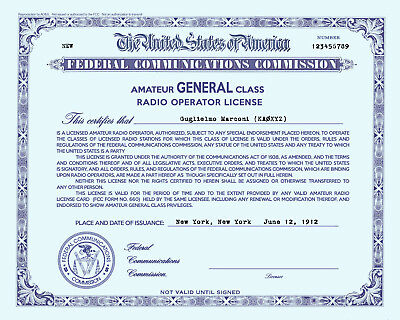 NEW
NUMBER
The United States of America
123456789
FEDERAL COMMUNICATIONS COMMISSION
AMATEUR GENERAL CLASS
RADIO OPERATOR LICENSE
This certifies that Guglielmo Marconi (KA0XYZ)
IS A LICENSED AMATEUR RADIO OPERATOR, AUTHORIZED, SUBJECT TO ANY SPECIAL ENDORSEMENT PLACED HEREON, TO OPERATE
THE CLASSES OF LICENSED RADIO STATIONS FOR WHICH THIS CLASS OF LICENSE IS VALID UNDER THE ORDERS, RULES AND
REGULATIONS OF THE FEDERAL COMMUNICATIONS COMMISSION, ANY STATUTE OF THE UNITED STATES AND ANY TREATY TO WHICH
THE UNITED STATES IS A PARTY
THIS LICENSE IS GRANTED UNDER THE AUTHORITY OF THE COMMUNICATIONS ACT OF 1938, AS AMENDED, AND THE
TERMS AND CONDITIONS THEREOF AND OF ALL LEGISLATIVE ACTS, EXECUTIVE ORDERS, AND TREATIES TO WHICH THE UNITED STATES
IS SIGNATORY, AND ALL ORDERS, RULES AND REGULATIONS OF THE FEDERAL COMMUNICATIONS COMMISSION, ARE BINDING
UPON RADIO OPERATORS, ARE MADE A PART HEREOF AS THOUGH SPECIFICALLY SET OUT IN FULL HEREIN.
NEITHER THIS LICENSE NOR THE RIGHTS CERTIFIED TO HEREIN SHALL BE ASSIGNED OR OTHERWISE TRANSFERRED TO
ANY OTHER PERSON.
THIS LICENSE IS VALID FOR THE PERIOD OF TIME AND TO THE EXTENT PROVIDED BY ANY VALID AMATEUR RADIO
LICENSE CARD (FCC FORM NO. 660) HELD BY THE SAME LICENSEE, INCLUDING ANY RENEWAL OR MODIFICATION THEREOF, AND
ENDORSED TO SHOW AMATEUR GENERAL CLASS PRIVILEGES.
PLACE AND DATE OF ISSUANCE: New York, New York June 12, 1912
FEDERAL COMMUNICATIONS COMMISSION
Federal
Communications
Commission.
Licensee
NOT VALID UNTIL SIGNED